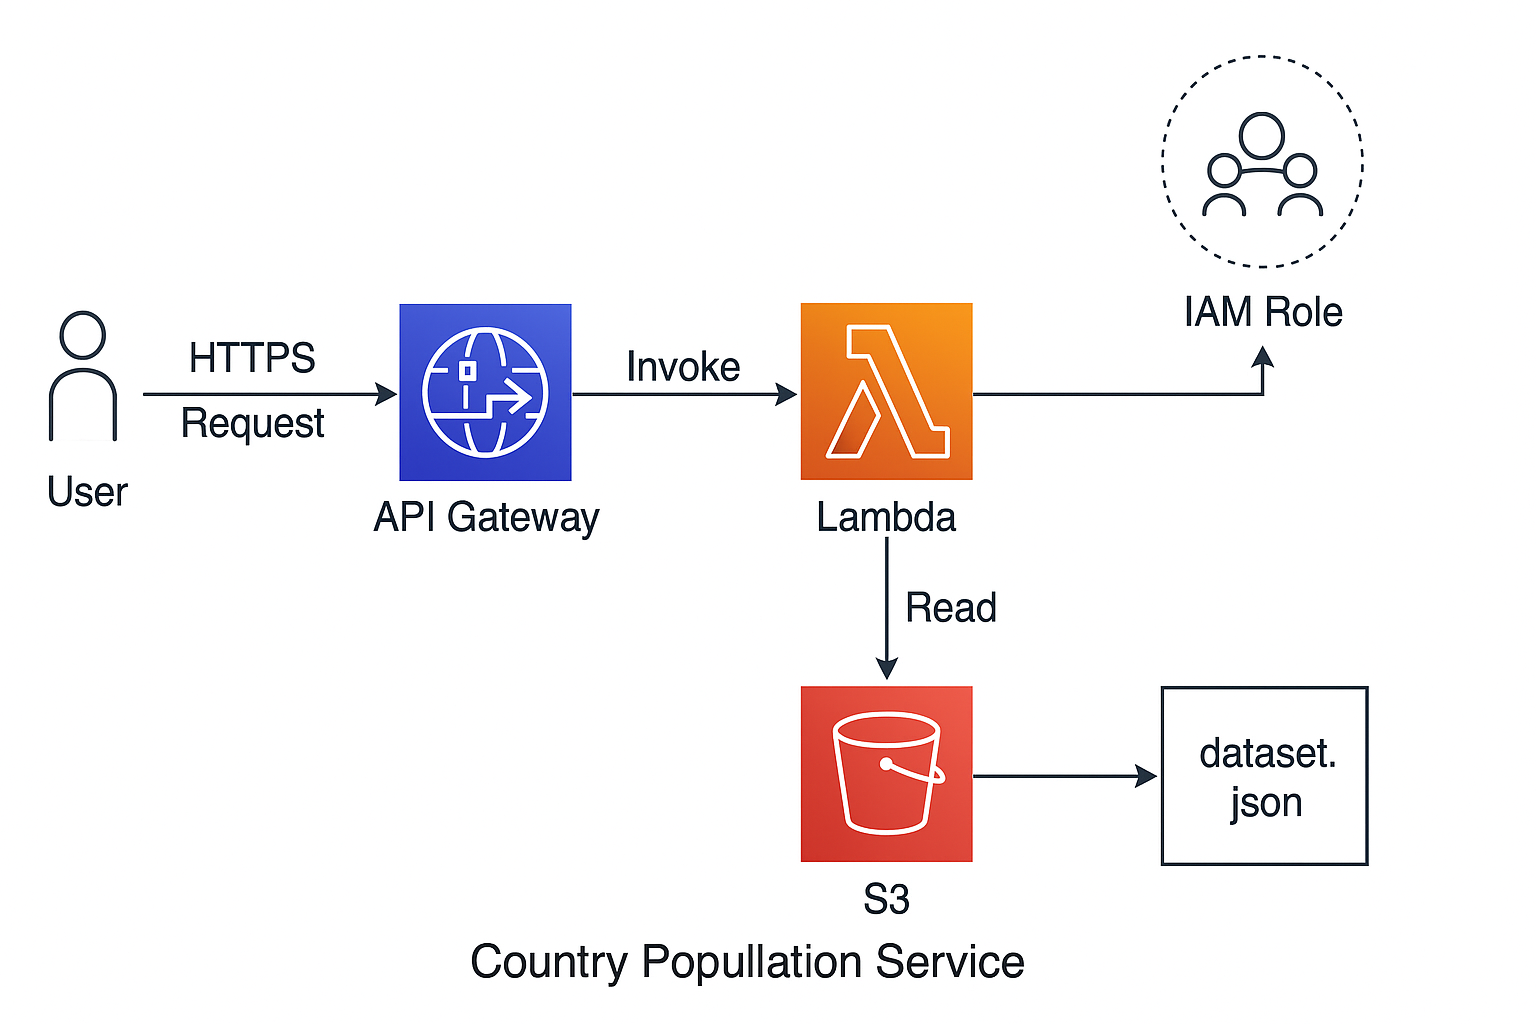 IAM Role
HTTPS
Request
Invoke
User
API Gateway
Lambda
Read
dataset.
json
S3
Country Popullation Service